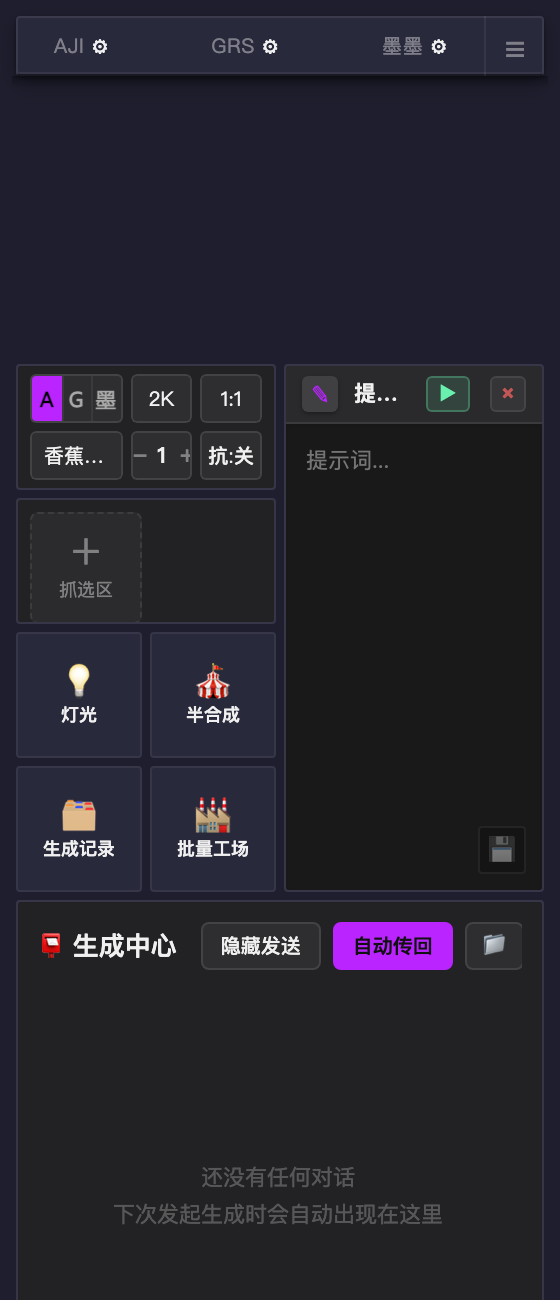 AJI GRS 墨墨
A G 墨 2K 1:1
香蕉... 1 抗:关
提...
提示词...
抓选区
灯光 半合成
生成记录 批量工场
生成中心 隐藏发送 自动传回
还没有任何对话
下次发起生成时会自动出现在这里